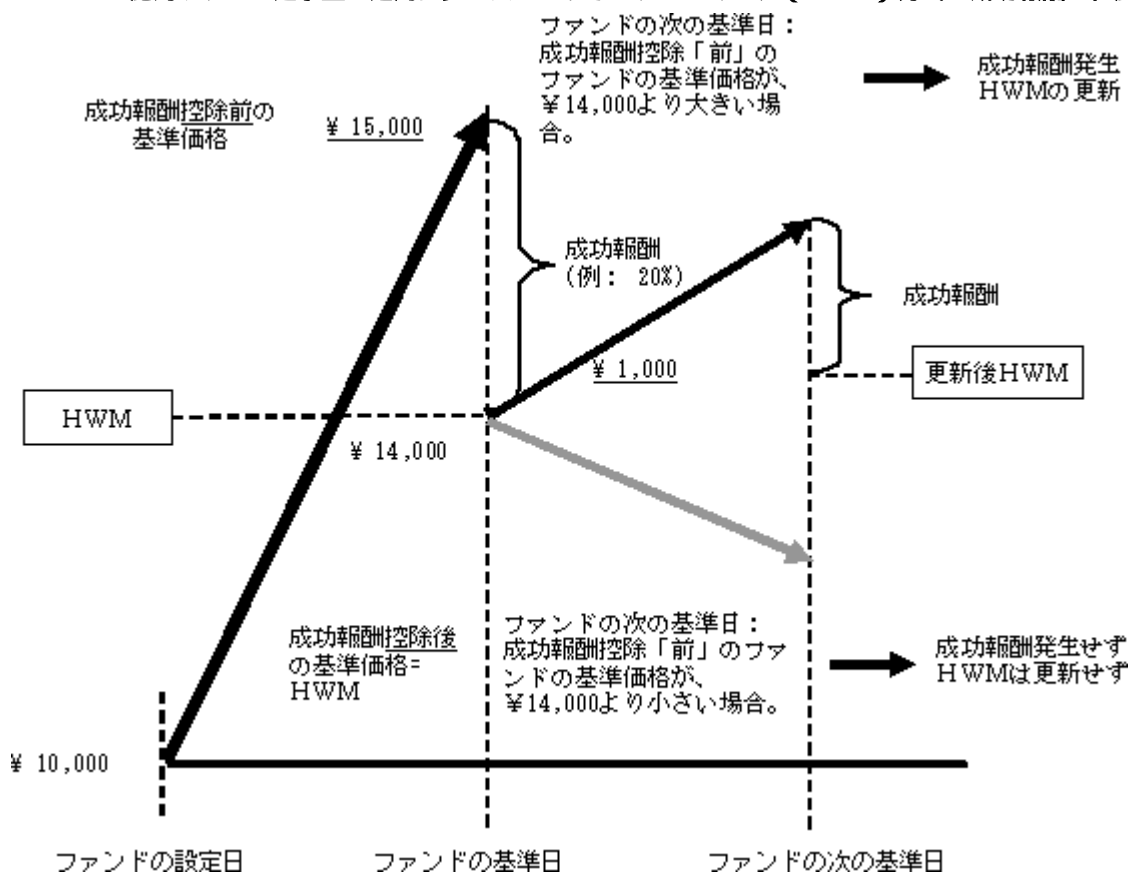 ファンドの次の基準日：
成功報酬控除「前」の
ファンドの基準価格が、
¥14,000より大きい場
合。
成功報酬発生
HWMの更新
成功報酬控除前の
基準価格
¥ 15,000
成功報酬
(例： 20%)
成功報酬
¥ 1,000
更新後HWM
HWM
¥ 14,000
成功報酬控除後
の基準価格=
HWM
ファンドの次の基準日：
成功報酬控除「前」のファ
ンドの基準価格が、
¥14,000より小さい場合。
成功報酬発生せず
HWMは更新せず
¥ 10,000
ファンドの設定日
ファンドの基準日
ファンドの次の基準日